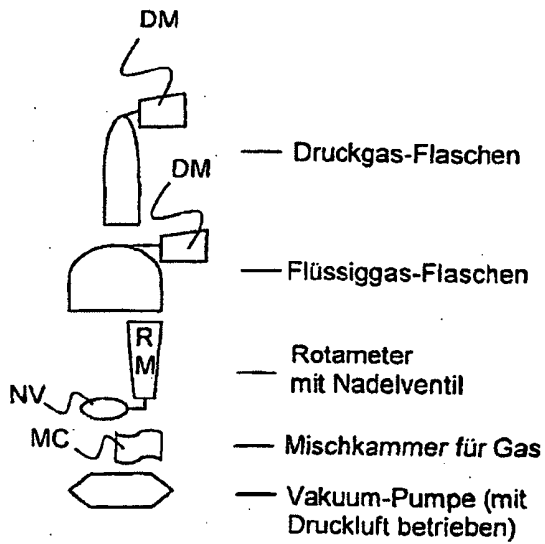 DM
Druckgas-Flaschen
DM
Flüssiggas-Flaschen
R
M
Rotameter
mit Nadelventil
NV
MC
Mischkammer für Gas
Vakuum-Pumpe (mit
Druckluft betrieben)